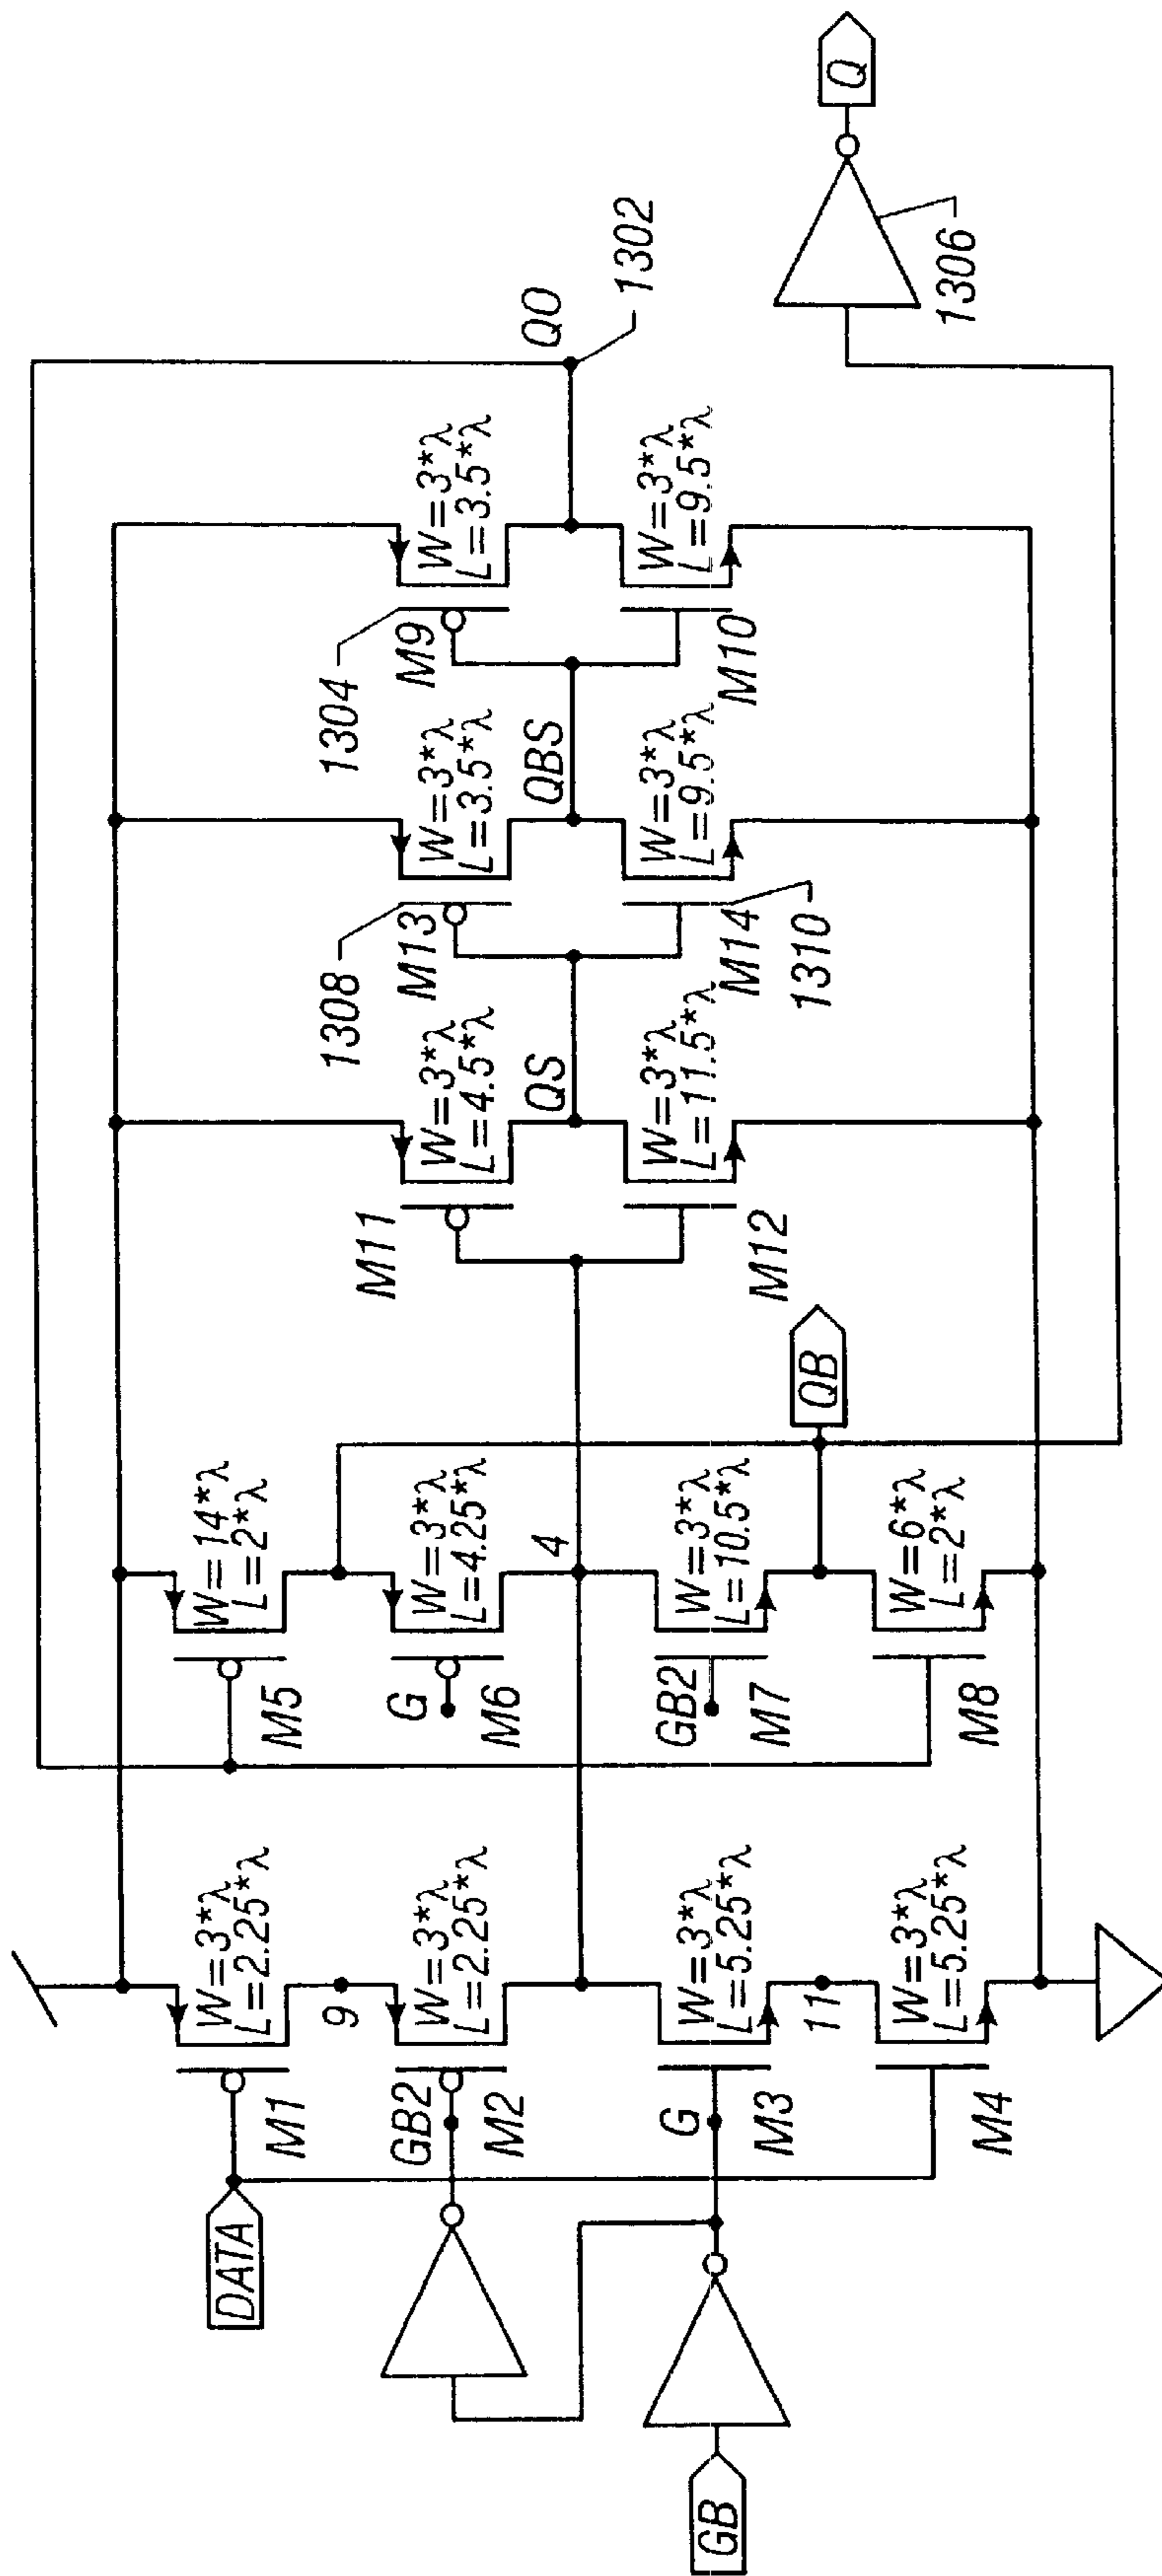 DATA
GB
M1
W=3*λ
L=2.25*λ
9
GB2
M2
W=3*λ
L=2.25*λ
G
M3
W=3*λ
L=5.25*λ
11
M4
W=3*λ
L=5.25*λ
M5
W=14*λ
L=2*λ
G
M6
W=3*λ
L=4.25*λ
4
GB2
M7
W=3*λ
L=10.5*λ
M8
W=6*λ
L=2*λ
QB
M11
W=3*λ
L=4.5*λ
QS
M12
W=3*λ
L=11.5*λ
1308
M13
W=3*λ
L=3.5*λ
QBS
M14
W=3*λ
L=9.5*λ
1310
1304
M9
W=3*λ
L=3.5*λ
M10
W=3*λ
L=9.5*λ
QO
1302
1306
Q